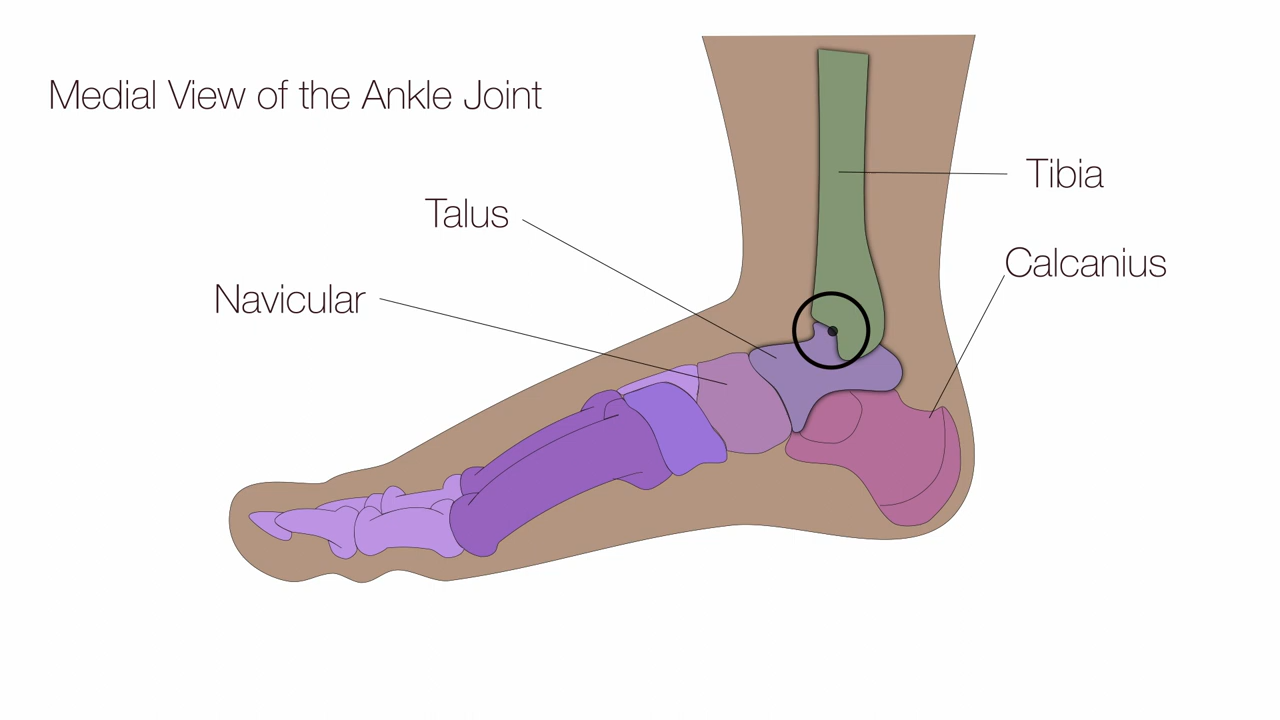 Medial View of the Ankle Joint
Tibia
Talus
Calcanius
Navicular